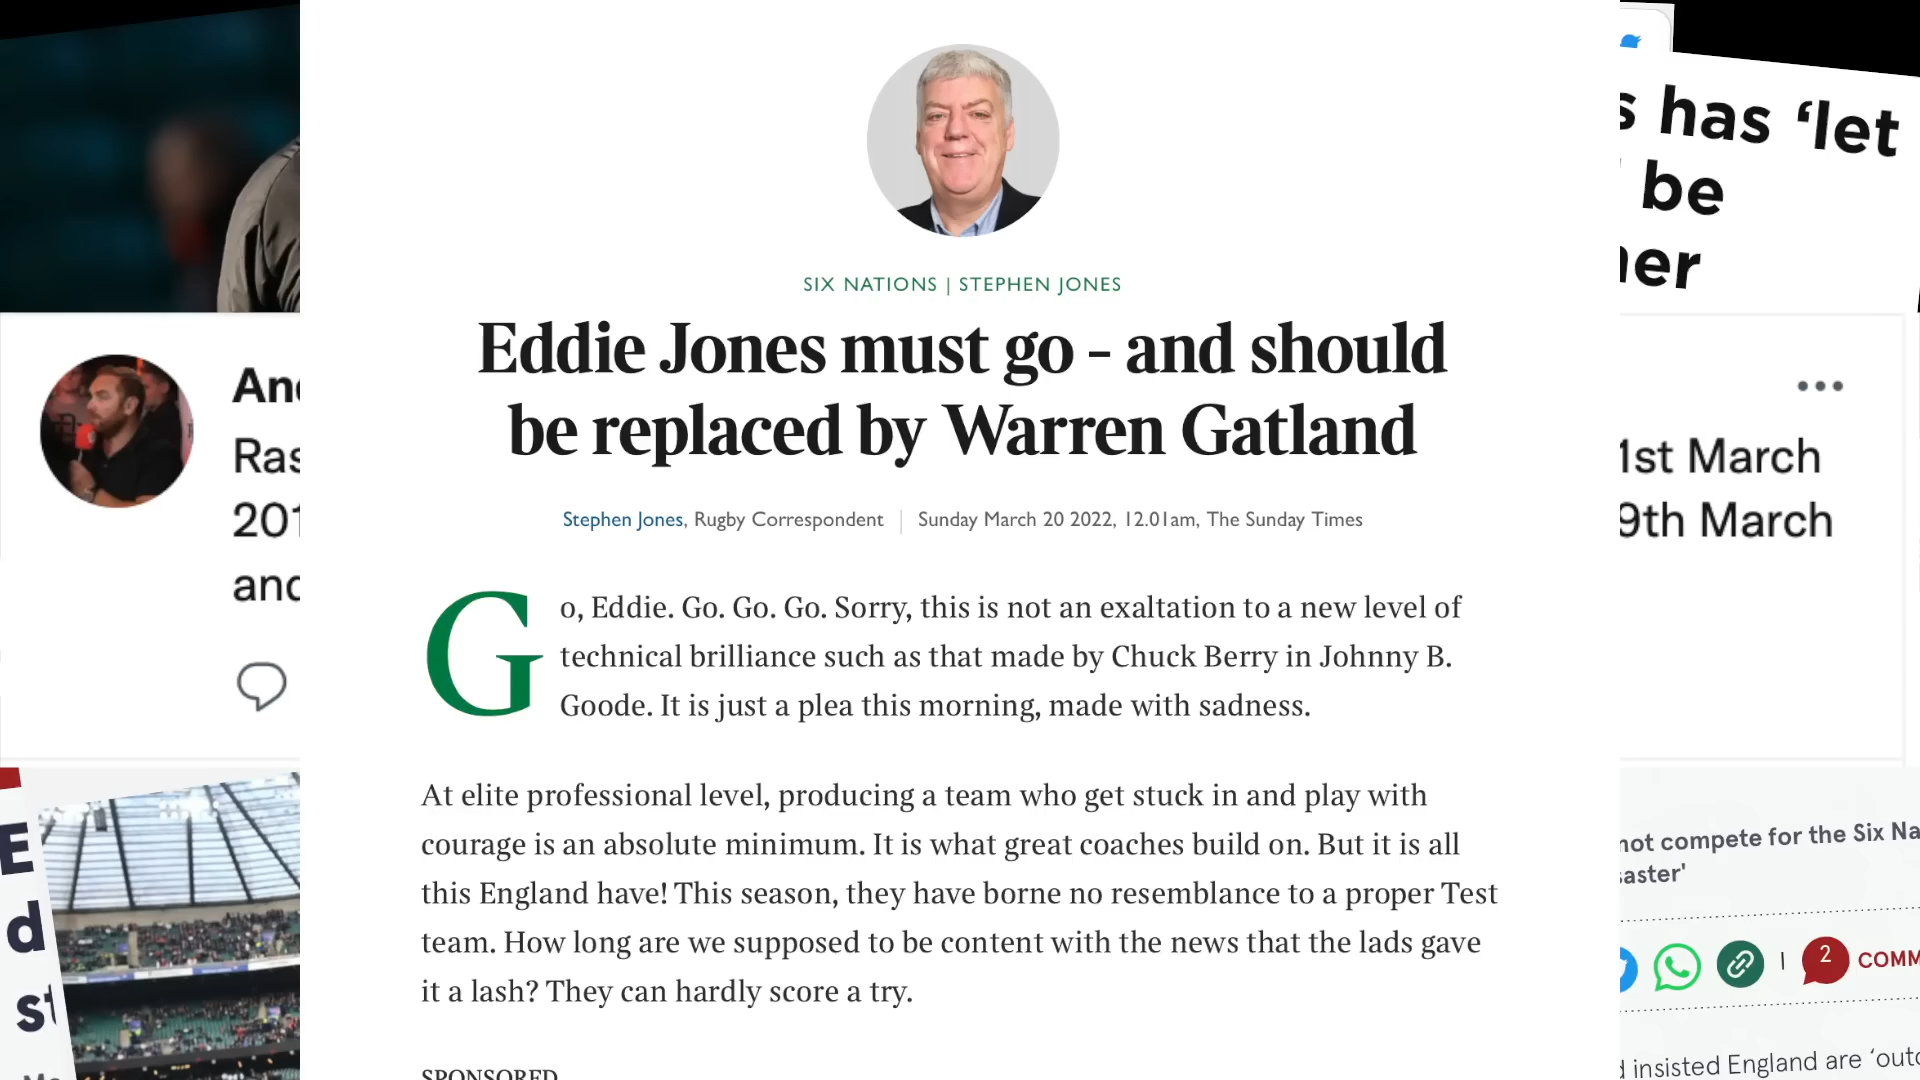 SIX NATIONS | STEPHEN JONES
Eddie Jones must go - and should
be replaced by Warren Gatland
Stephen Jones, Rugby Correspondent | Sunday March 20 2022, 12.01am, The Sunday Times
Go, Eddie. Go. Go. Go. Sorry, this is not an exaltation to a new level of
technical brilliance such as that made by Chuck Berry in Johnny B.
Goode. It is just a plea this morning, made with sadness.
At elite professional level, producing a team who get stuck in and play with
courage is an absolute minimum. It is what great coaches build on. But it is all
this England have! This season, they have borne no resemblance to a proper Test
team. How long are we supposed to be content with the news that the lads gave
it a lash? They can hardly score a try.
SPONSORED
has ‘let
be
1st March
9th March
not compete for the Six Na
2 COMM
insisted England are ‘outc